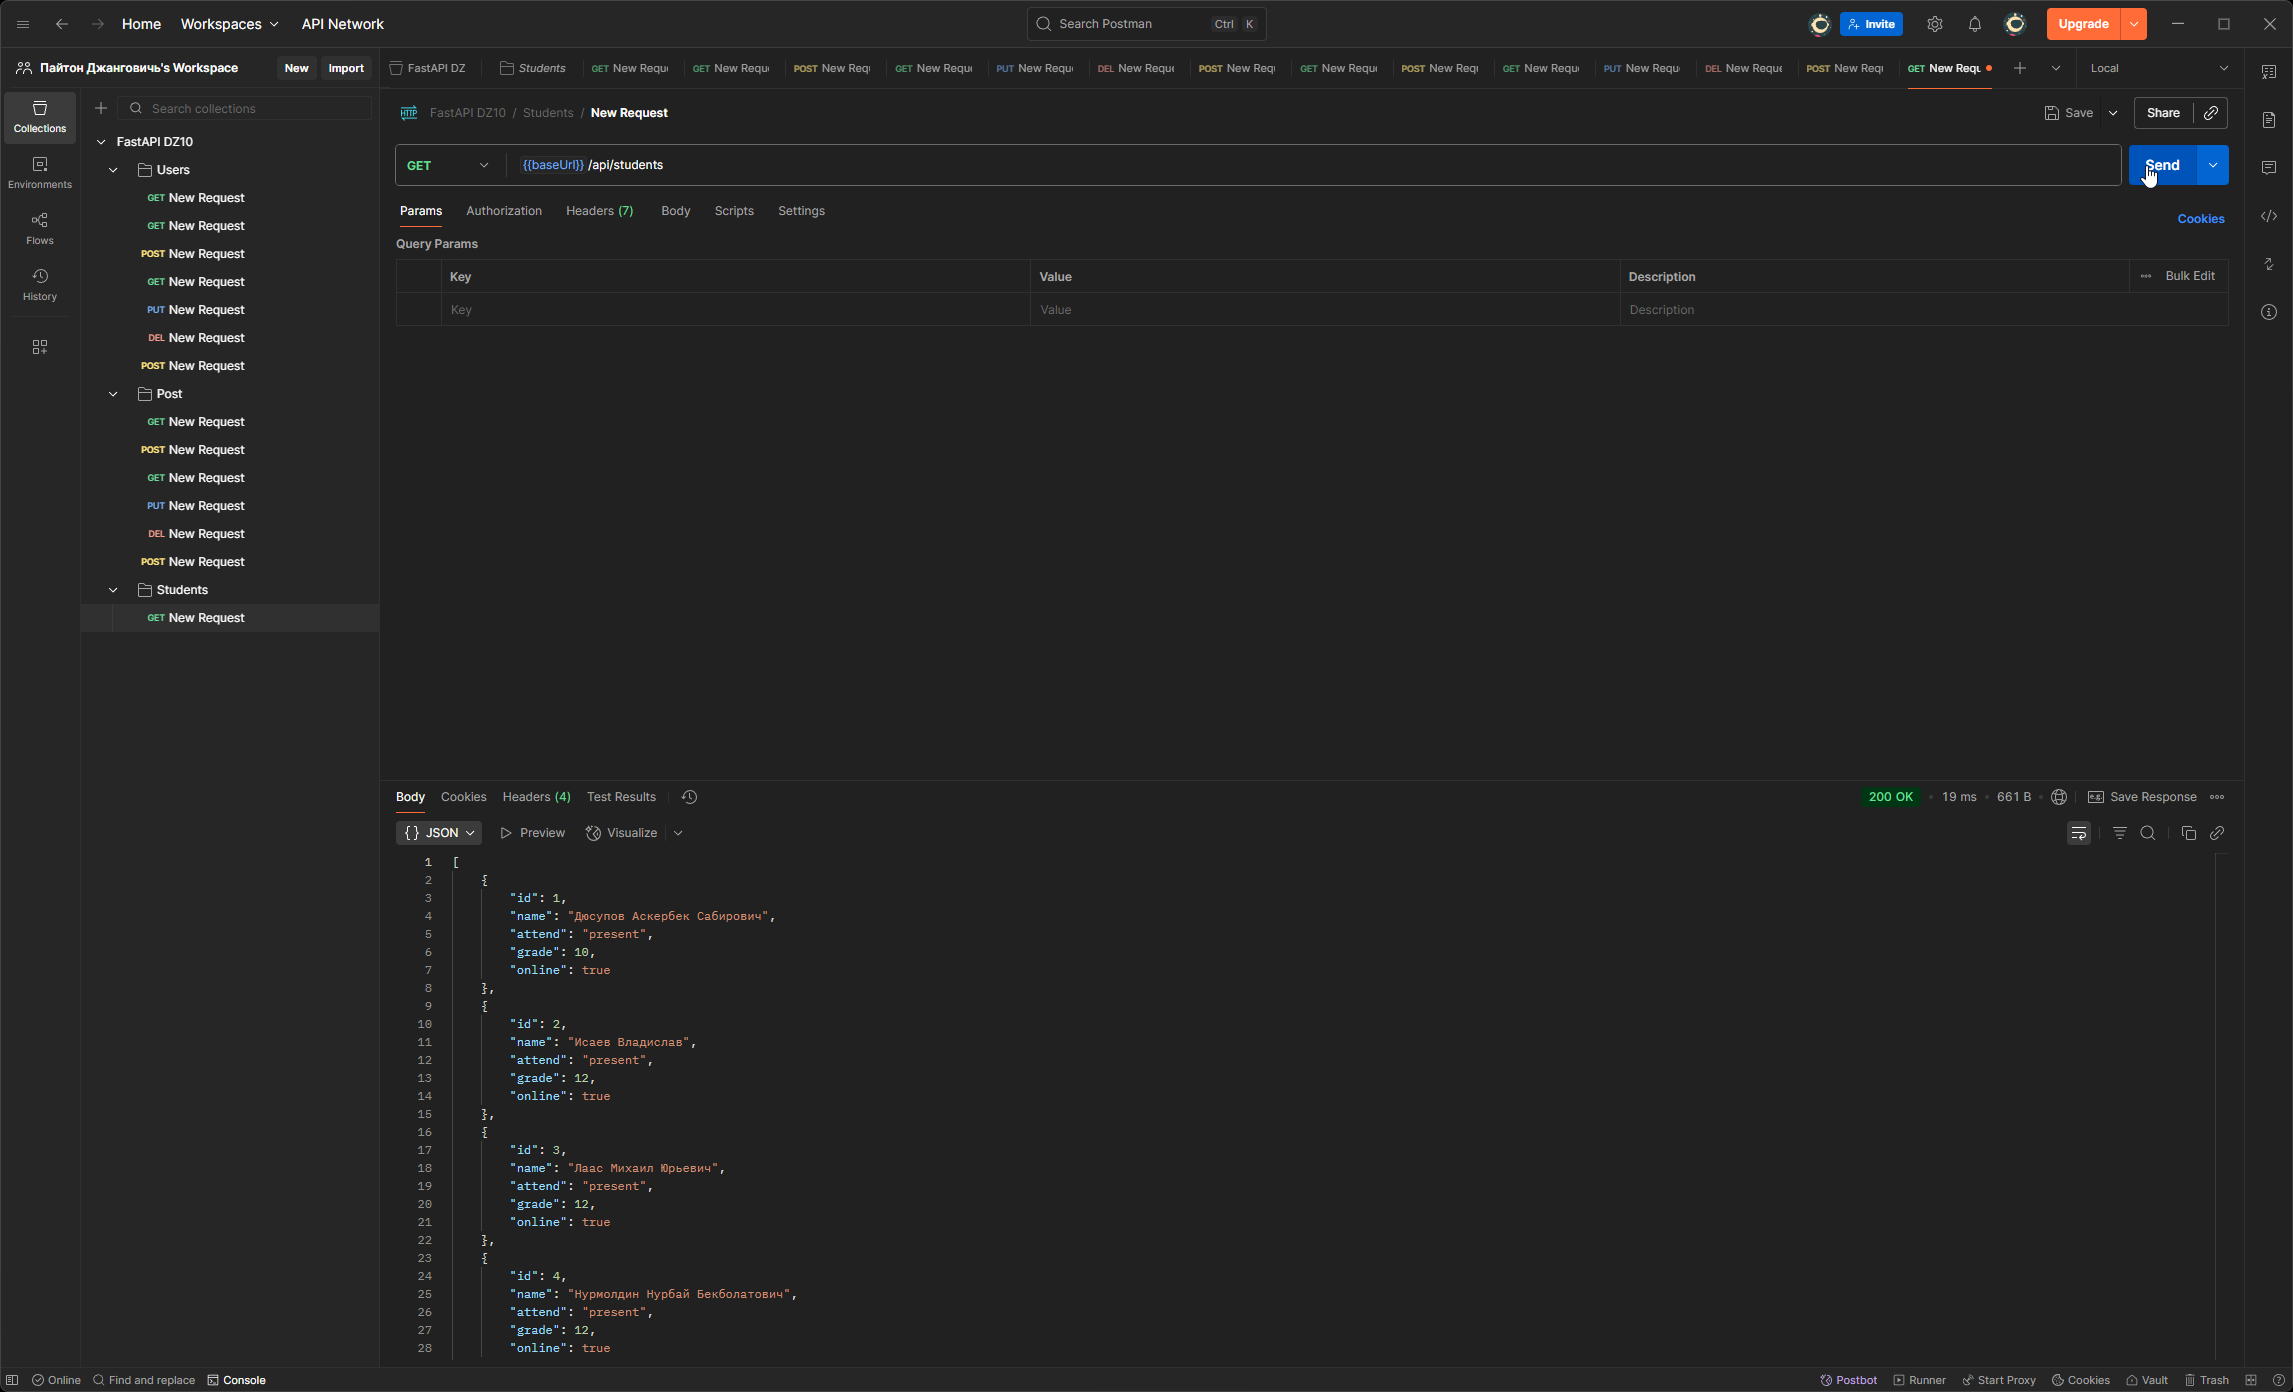 Home Workspaces API Network Search Postman Ctrl K Invite Upgrade
Пайтон Джанговичь's Workspace New Import FastAPI DZ Students GET New Requ GET New Requ POST New Req GET New Requ PUT New Requ DEL New Reque POST New Req GET New Requ POST New Req GET New Requ PUT New Requ DEL New Reque POST New Req GET New Requ Local
Collections
Environments
Flows
History
Search collections
FastAPI DZ10
Users
GET New Request
GET New Request
POST New Request
GET New Request
PUT New Request
DEL New Request
POST New Request
Post
GET New Request
POST New Request
GET New Request
PUT New Request
DEL New Request
POST New Request
Students
GET New Request
HTTP FastAPI DZ10 / Students / New Request Save Share
GET {{baseUrl}} /api/students Send
Params Authorization Headers (7) Body Scripts Settings Cookies
Query Params
Key Value Description Bulk Edit
Key Value Description
Body Cookies Headers (4) Test Results 200 OK 19 ms 661 B e.g. Save Response
{} JSON Preview Visualize
1 [
2 {
3 "id": 1,
4 "name": "Дюсупов Аскербек Сабирович",
5 "attend": "present",
6 "grade": 10,
7 "online": true
8 },
9 {
10 "id": 2,
11 "name": "Исаев Владислав",
12 "attend": "present",
13 "grade": 12,
14 "online": true
15 },
16 {
17 "id": 3,
18 "name": "Лаас Михаил Юрьевич",
19 "attend": "present",
20 "grade": 12,
21 "online": true
22 },
23 {
24 "id": 4,
25 "name": "Нурмолдин Нурбай Бекболатович",
26 "attend": "present",
27 "grade": 12,
28 "online": true
Online Find and replace Console Postbot Runner Start Proxy Cookies Vault Trash